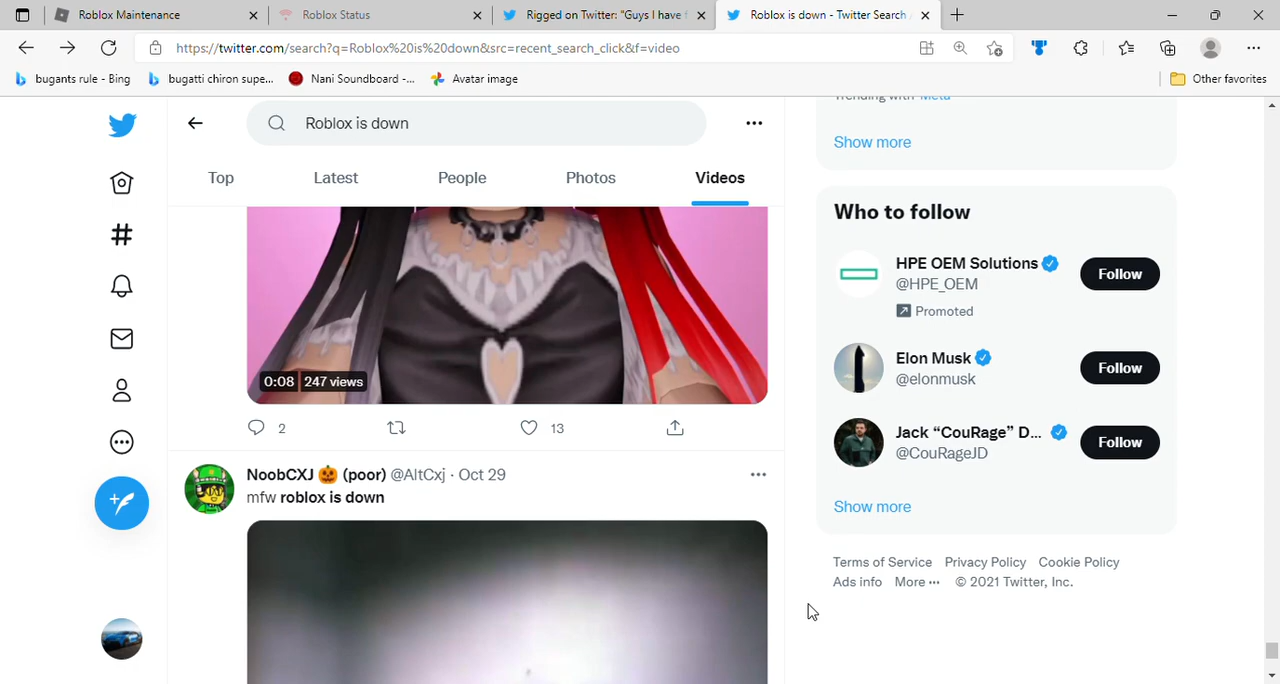 Roblox Maintenance
Roblox Status
Rigged on Twitter: "Guys I have f
Roblox is down - Twitter Search
https://twitter.com/search?q=Roblox%20is%20down&src=recent_search_click&f=video
bugants rule - Bing
bugatti chiron supe...
Nani Soundboard -...
Avatar image
Other favorites
Roblox is down
Top
Latest
People
Photos
Videos
0:08
247 views
2
13
NoobCXJ 🎃 (poor) @AltCxj · Oct 29
mfw roblox is down
Trending with Meta
Show more
Who to follow
HPE OEM Solutions
@HPE_OEM
Promoted
Follow
Elon Musk
@elonmusk
Follow
Jack “CouRage” D...
@CouRageJD
Follow
Show more
Terms of Service Privacy Policy Cookie Policy
Ads info More ··· © 2021 Twitter, Inc.